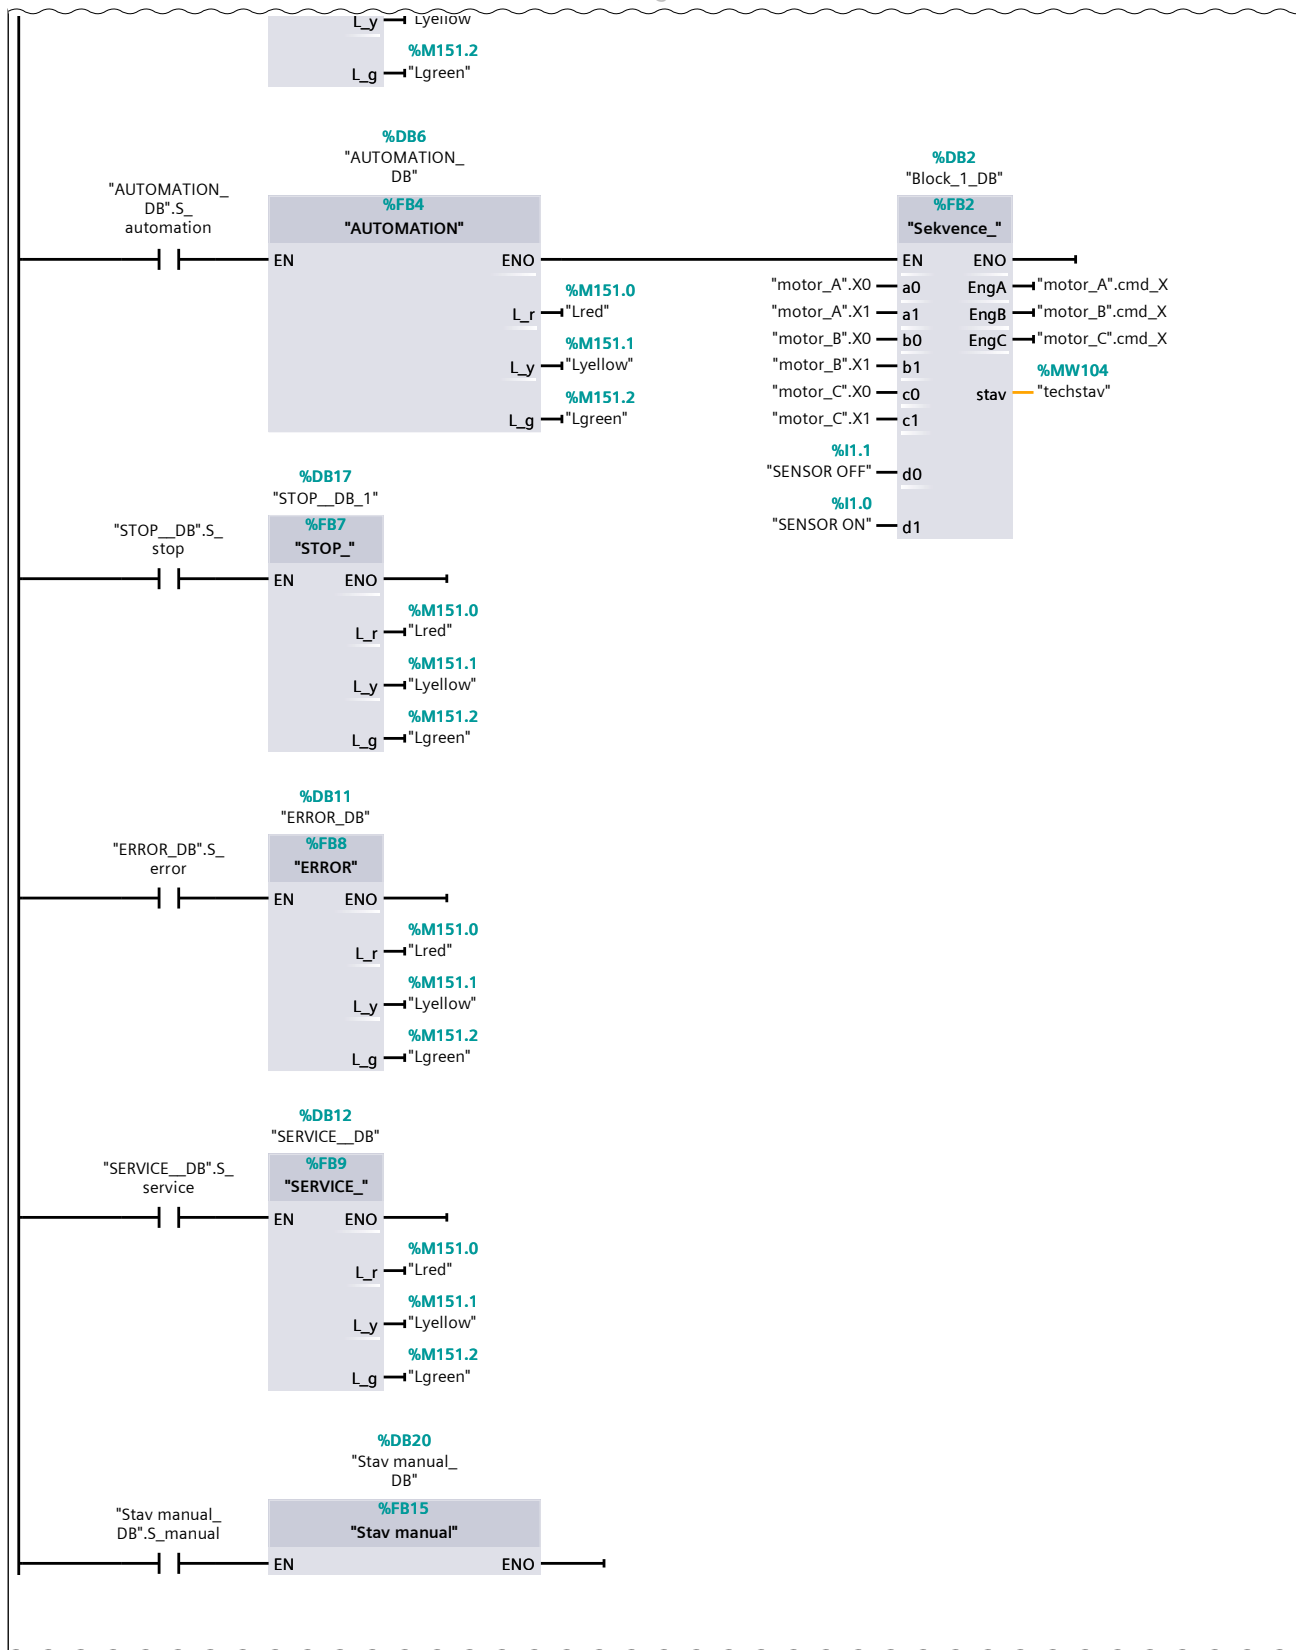 L_y "Lyellow"
%M151.2
L_g "Lgreen"
%DB6
"AUTOMATION_
DB"
"AUTOMATION_
DB".S_
automation
%FB4
"AUTOMATION"
EN ENO
%M151.0
L_r "Lred"
%M151.1
L_y "Lyellow"
%M151.2
L_g "Lgreen"
%DB2
"Block_1_DB"
%FB2
"Sekvence_"
EN ENO
"motor_A".X0 a0 EngA "motor_A".cmd_X
"motor_A".X1 a1 EngB "motor_B".cmd_X
"motor_B".X0 b0 EngC "motor_C".cmd_X
"motor_B".X1 b1
%MW104
"motor_C".X0 c0 stav "techstav"
"motor_C".X1 c1
%I1.1
"SENSOR OFF" d0
%I1.0
"SENSOR ON" d1
%DB17
"STOP__DB_1"
"STOP__DB".S_
stop
%FB7
"STOP_"
EN ENO
%M151.0
L_r "Lred"
%M151.1
L_y "Lyellow"
%M151.2
L_g "Lgreen"
%DB11
"ERROR_DB"
"ERROR_DB".S_
error
%FB8
"ERROR"
EN ENO
%M151.0
L_r "Lred"
%M151.1
L_y "Lyellow"
%M151.2
L_g "Lgreen"
%DB12
"SERVICE__DB"
"SERVICE__DB".S_
service
%FB9
"SERVICE_"
EN ENO
%M151.0
L_r "Lred"
%M151.1
L_y "Lyellow"
%M151.2
L_g "Lgreen"
%DB20
"Stav manual_
DB"
"Stav manual_
DB".S_manual
%FB15
"Stav manual"
EN ENO